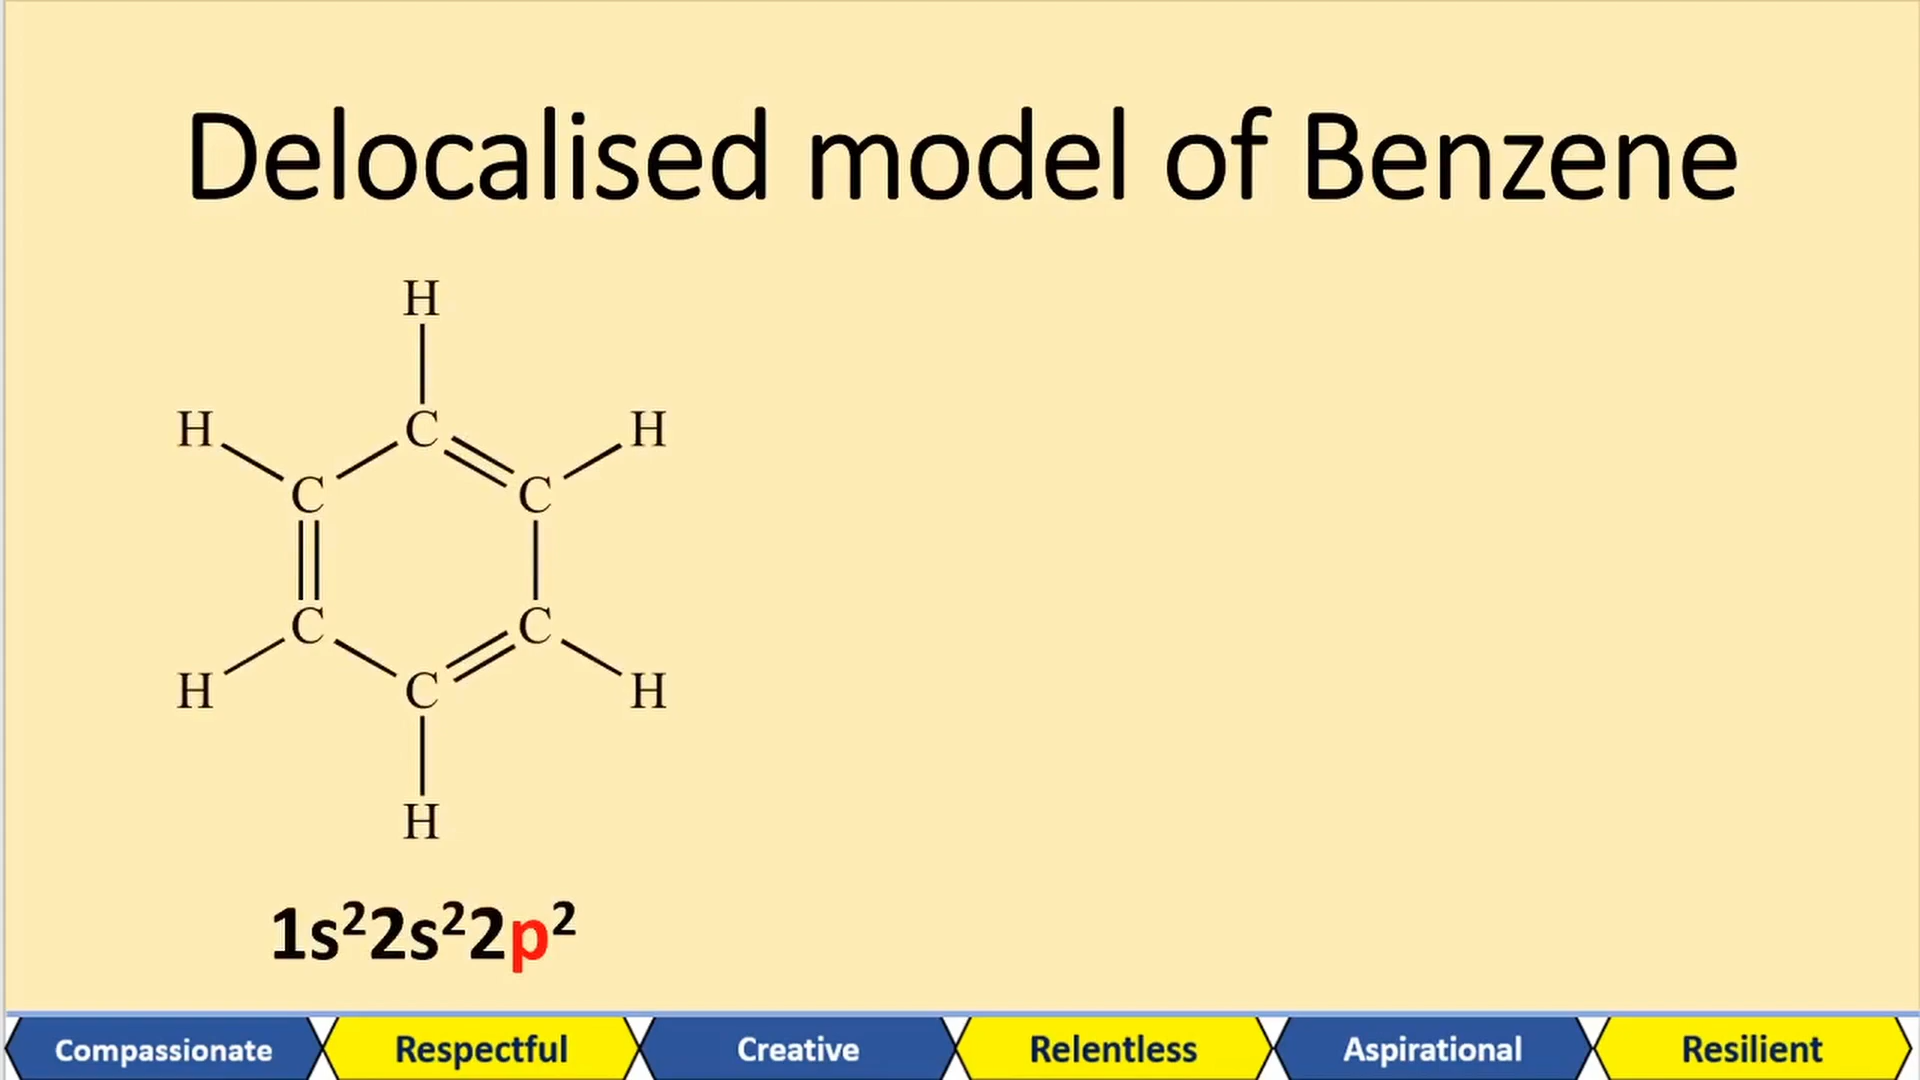 Delocalised model of Benzene
H
H C H
C C
C C
H C H
H
1s²2s²2p²
Compassionate Respectful Creative Relentless Aspirational Resilient